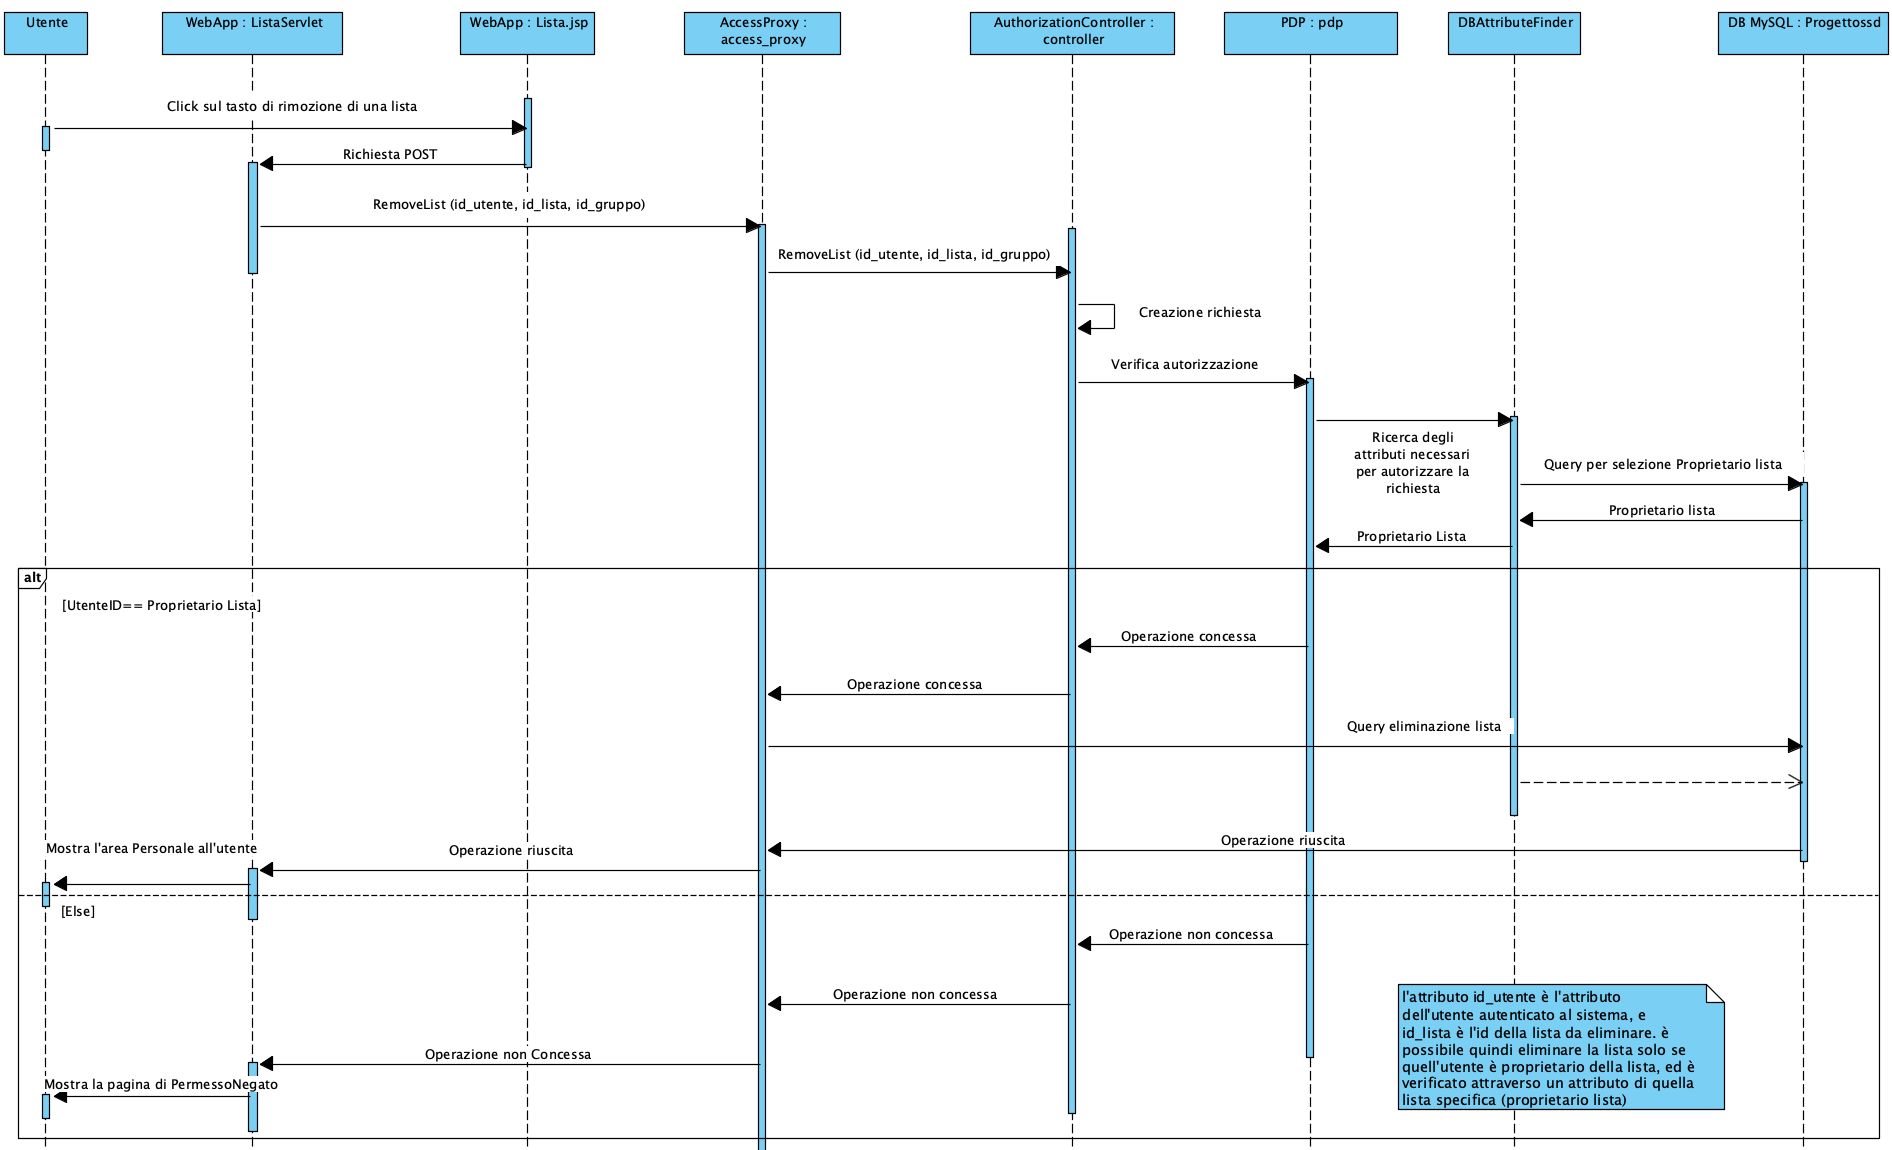 Utente
WebApp : ListaServlet
WebApp : Lista.jsp
AccessProxy :
access_proxy
AuthorizationController :
controller
PDP : pdp
DBAttributeFinder
DB MySQL : Progettossd
Click sul tasto di rimozione di una lista
Richiesta POST
RemoveList (id_utente, id_lista, id_gruppo)
RemoveList (id_utente, id_lista, id_gruppo)
Creazione richiesta
Verifica autorizzazione
Ricerca degli
attributi necessari
per autorizzare la
richiesta
Query per selezione Proprietario lista
Proprietario lista
Proprietario Lista
alt
[UtenteID== Proprietario Lista]
Operazione concessa
Operazione concessa
Query eliminazione lista
Operazione riuscita
Operazione riuscita
Mostra l'area Personale all'utente
[Else]
Operazione non concessa
Operazione non concessa
Operazione non Concessa
Mostra la pagina di PermessoNegato
l'attributo id_utente è l'attributo
dell'utente autenticato al sistema, e
id_lista è l'id della lista da eliminare. è
possibile quindi eliminare la lista solo se
quell'utente è proprietario della lista, ed è
verificato attraverso un attributo di quella
lista specifica (proprietario lista)